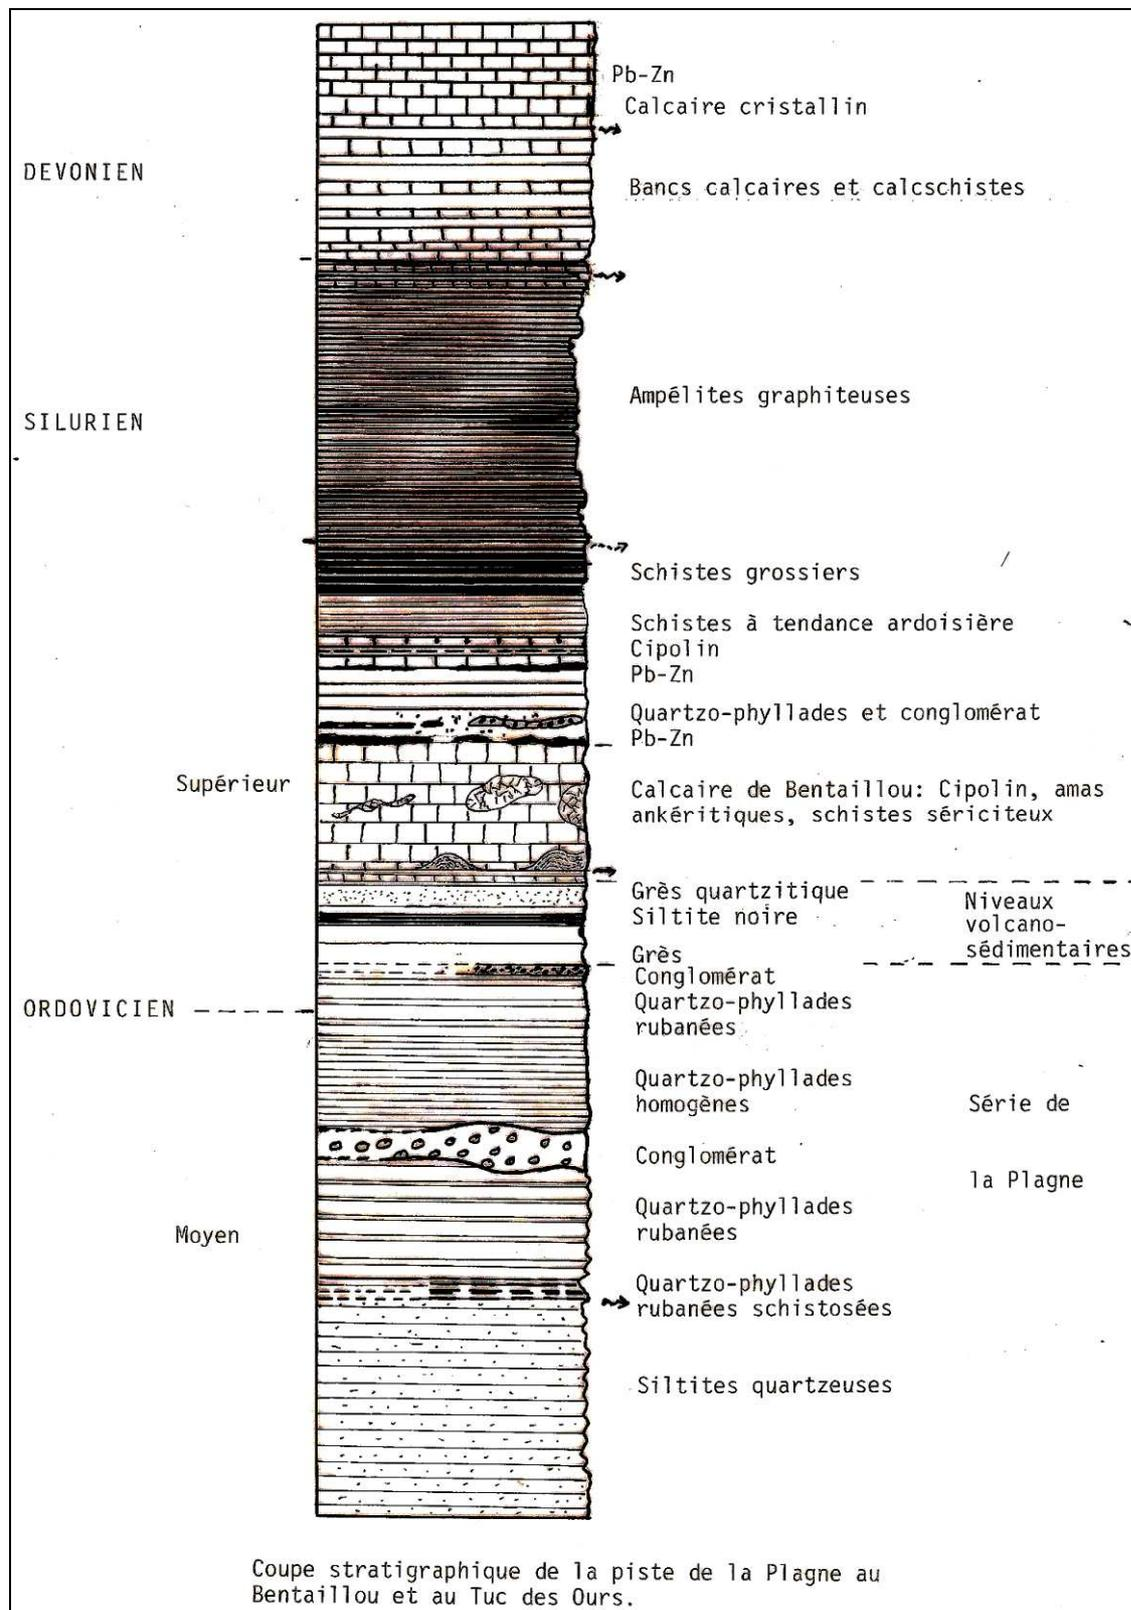 Pb-Zn
Calcaire cristallin
DEVONIEN
Bancs calcaires et calcschistes
Ampélites graphiteuses
SILURIEN
Schistes grossiers
Schistes à tendance ardoisière
Cipolin
Pb-Zn
Quartzo-phyllades et conglomérat
Pb-Zn
Supérieur
Calcaire de Bentaillou: Cipolin, amas
ankéritiques, schistes sériciteux
Grès quartzitique
Siltite noire
Niveaux
volcano-
sédimentaires
Grès
Conglomérat
Quartzo-phyllades
rubanées
ORDOVICIEN
Quartzo-phyllades
homogènes
Série de
Conglomérat
la Plagne
Quartzo-phyllades
rubanées
Moyen
Quartzo-phyllades
rubanées schistosées
Siltites quartzeuses
Coupe stratigraphique de la piste de la Plagne au
Bentaillou et au Tuc des Ours.